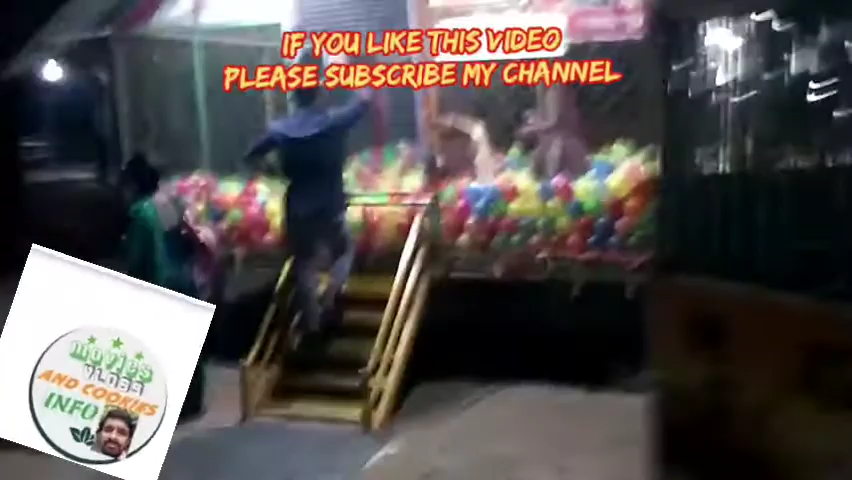 IF YOU LIKE THIS VIDEO
PLEASE SUBSCRIBE MY CHANNEL
MOVIES
VLOGS
AND COOKIES
INFO